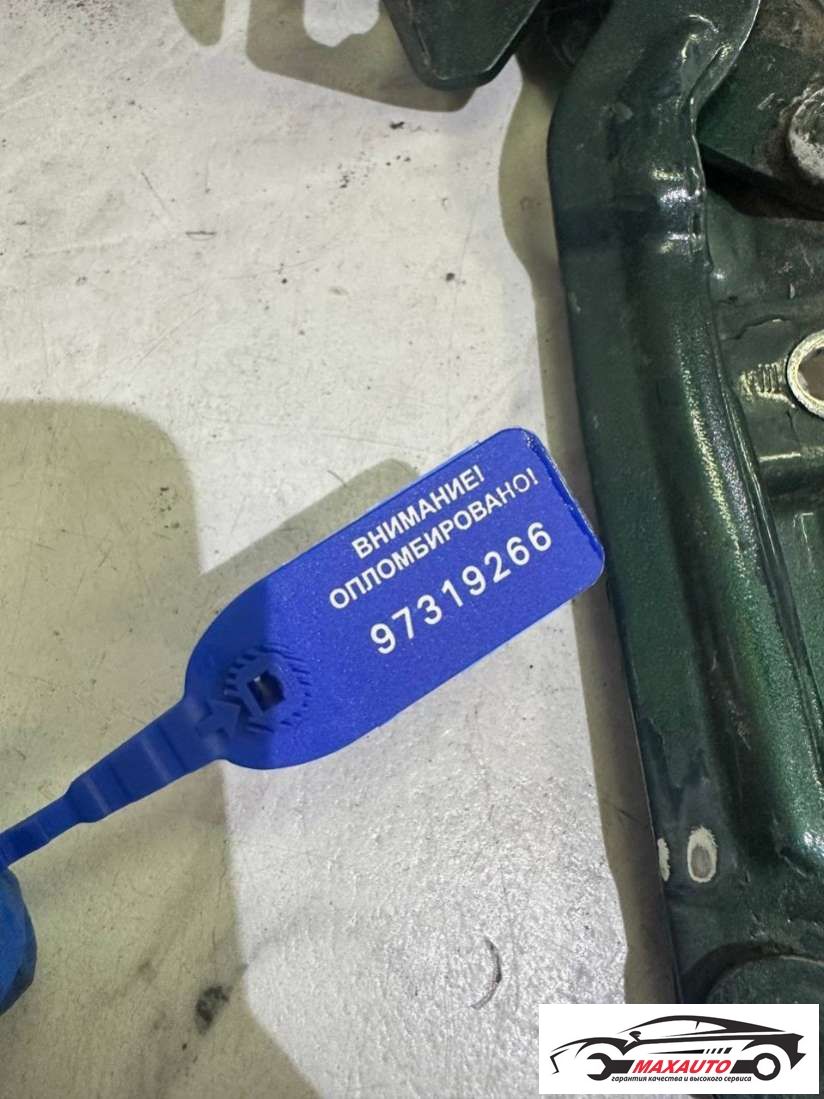 ВНИМАНИЕ!
ОПЛОМБИРОВАНО!
97319266
MAXAUTO
гарантия качества и высокого сервиса